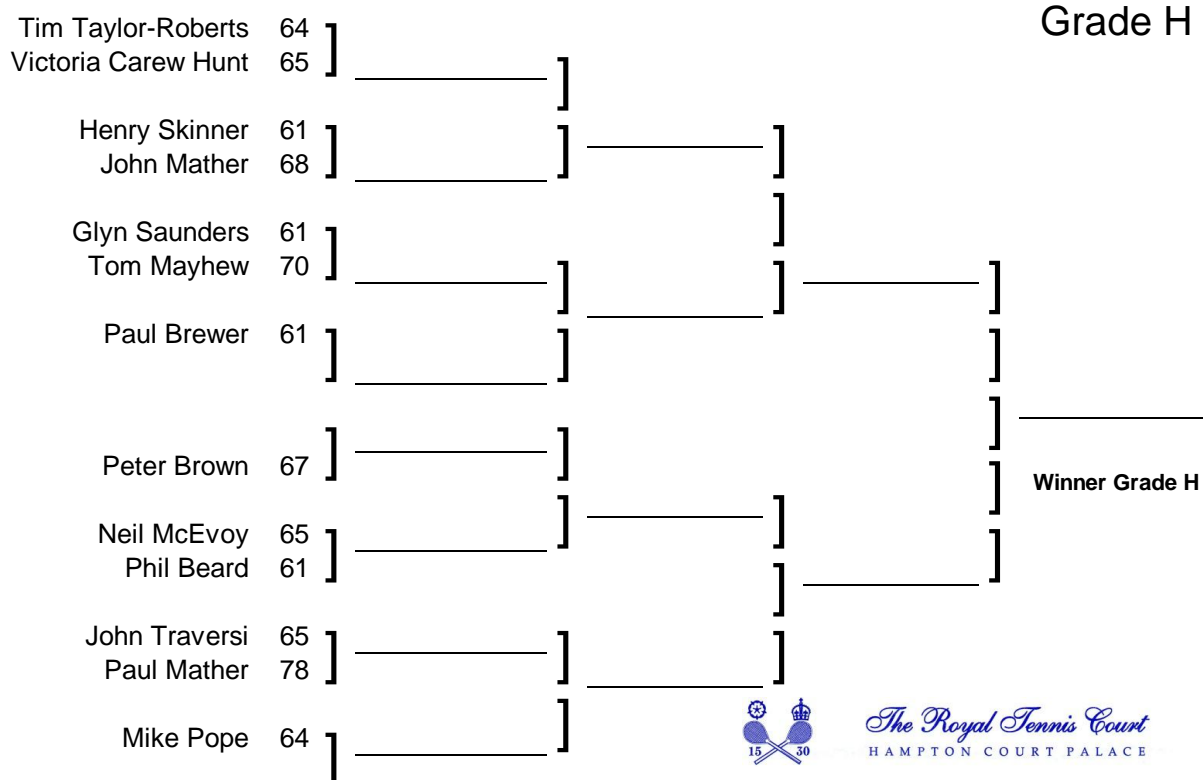 Grade H
Tim Taylor-Roberts 64
Victoria Carew Hunt 65
Henry Skinner 61
John Mather 68
Glyn Saunders 61
Tom Mayhew 70
Paul Brewer 61
Peter Brown 67
Winner Grade H
Neil McEvoy 65
Phil Beard 61
John Traversi 65
Paul Mather 78
Mike Pope 64
15 30
The Royal Tennis Court
HAMPTON COURT PALACE